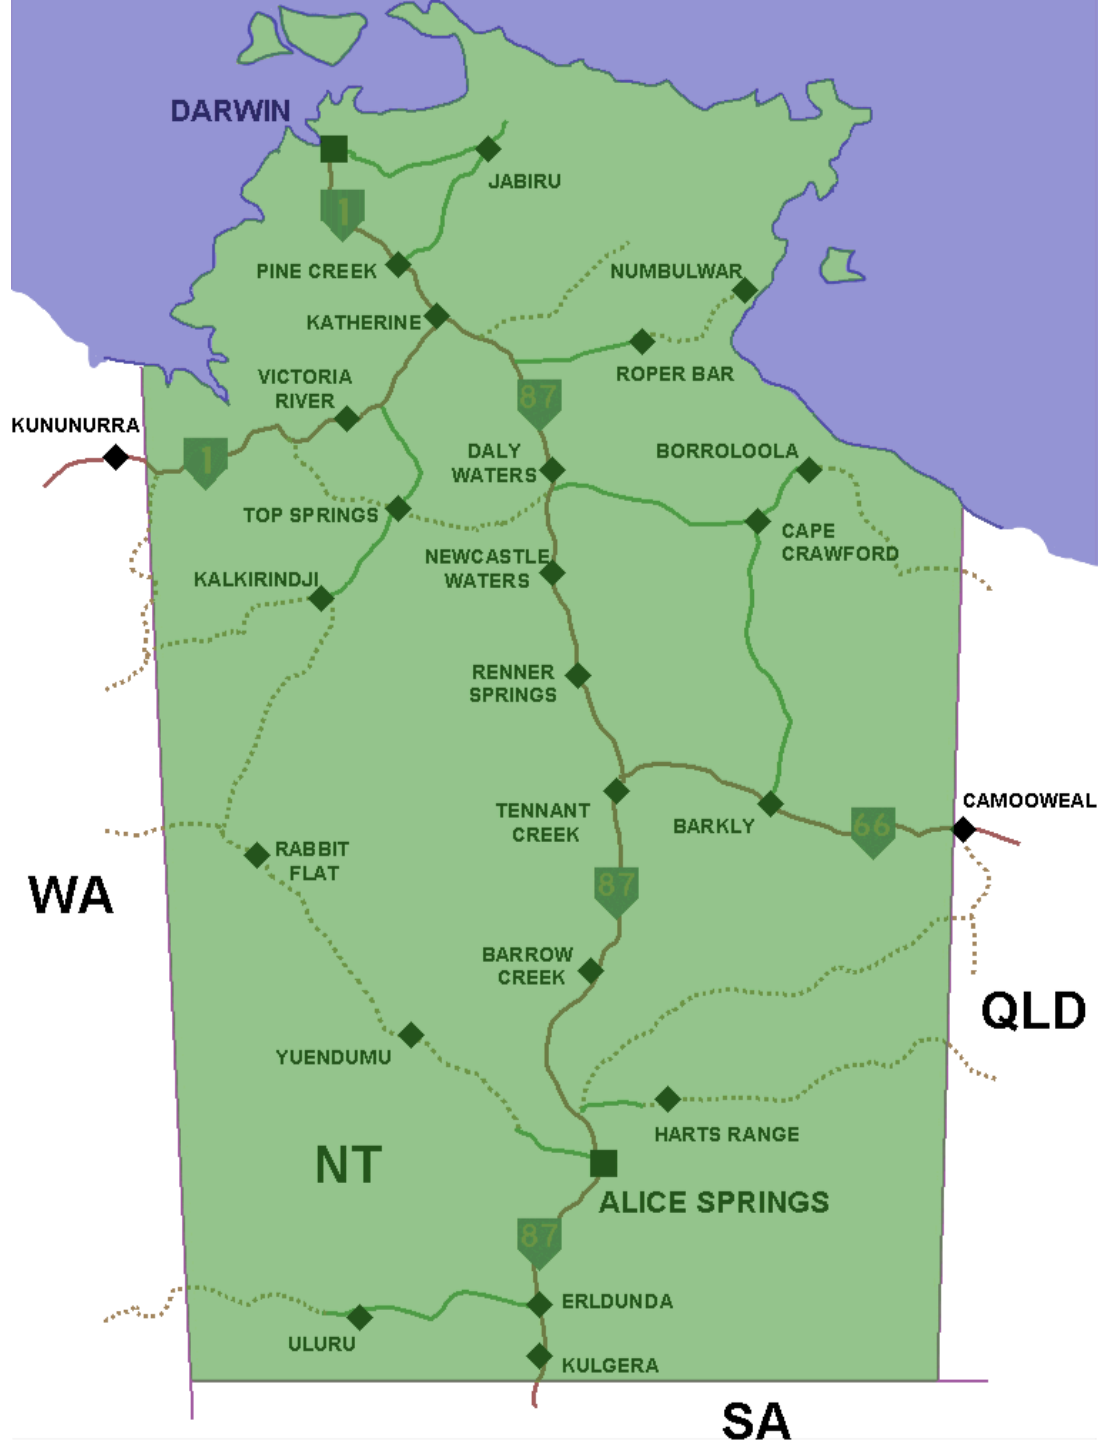 DARWIN
JABIRU
1
PINE CREEK
NUMBULWAR
KATHERINE
ROPER BAR
VICTORIA
RIVER
87
KUNUNURRA
1
DALY
WATERS
BORROLOOLA
TOP SPRINGS
CAPE
CRAWFORD
NEWCASTLE
WATERS
KALKIRINDJI
RENNER
SPRINGS
TENNANT
CREEK
BARKLY
66
CAMOOWEAL
RABBIT
FLAT
WA
87
BARROW
CREEK
QLD
YUENDUMU
HARTS RANGE
NT
ALICE SPRINGS
87
ERLDUNDA
ULURU
KULGERA
SA